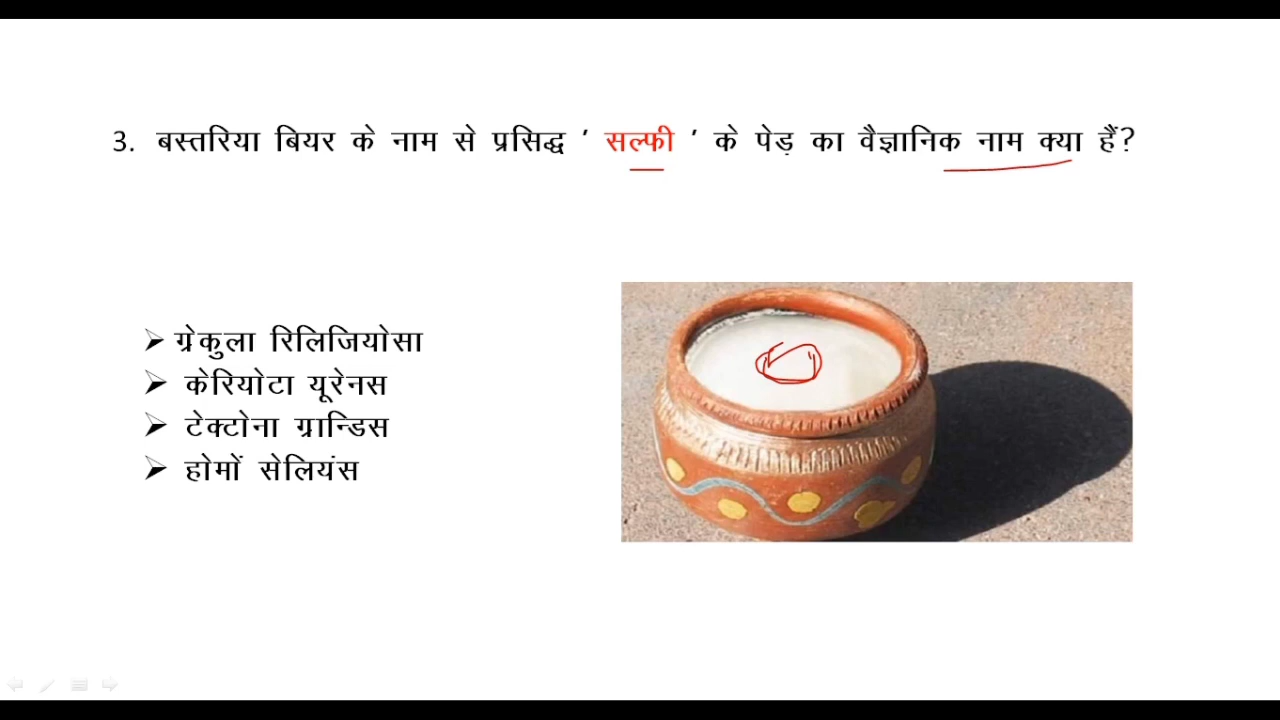 3. बस्तरिया बियर के नाम से प्रसिद्ध ' सल्फी ' के पेड़ का वैज्ञानिक नाम क्या हैं?
➢ ग्रेकुला रिलिजियोसा
➢ केरियोटा यूरेनस
➢ टेक्टोना ग्रान्डिस
➢ होमों सेलियंस